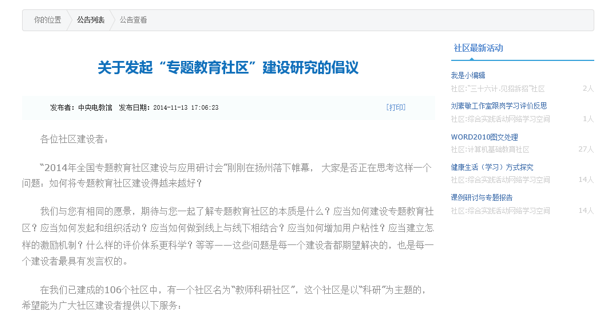 你的位置 公告列表 公告查看
关于发起“专题教育社区”建设研究的倡议
发布者：中央电教馆 发布日期：2014-11-13 17:06:23 [打印]
各位社区建设者：
“2014年全国专题教育社区建设与应用研讨会”刚刚在扬州落下帷幕，大家是否正在思考这样一个
问题，如何将专题教育社区建设得越来越好？
我们与您有相同的愿景，期待与您一起了解专题教育社区的本质是什么？应当如何建设专题教育社
区？应当如何发起和组织活动？应当如何做到线上与线下相结合？应当如何增加用户粘性？应当建立怎
样的激励机制？什么样的评价体系更科学？等等——这些问题是每一个建设者都期望解决的，也是每一
个建设者最具有发言权的。
在我们已建成的106个社区中，有一个社区名为“教师科研社区”，这个社区是以“科研”为主题的，
希望能为广大社区建设者提供以下服务：
社区最新活动
我是小编辑
社区:“三十六计.见招拆招”社区 2人
刘素敏工作室跟岗学习评价反思
社区:综合实践活动网络学习空间 1人
WORD2010图文处理
社区:计算机基础教育社区 27人
健康生活（学习）方式探究
社区:综合实践活动网络学习空间 14人
课例研讨与专题报告
社区:综合实践活动网络学习空间 14人